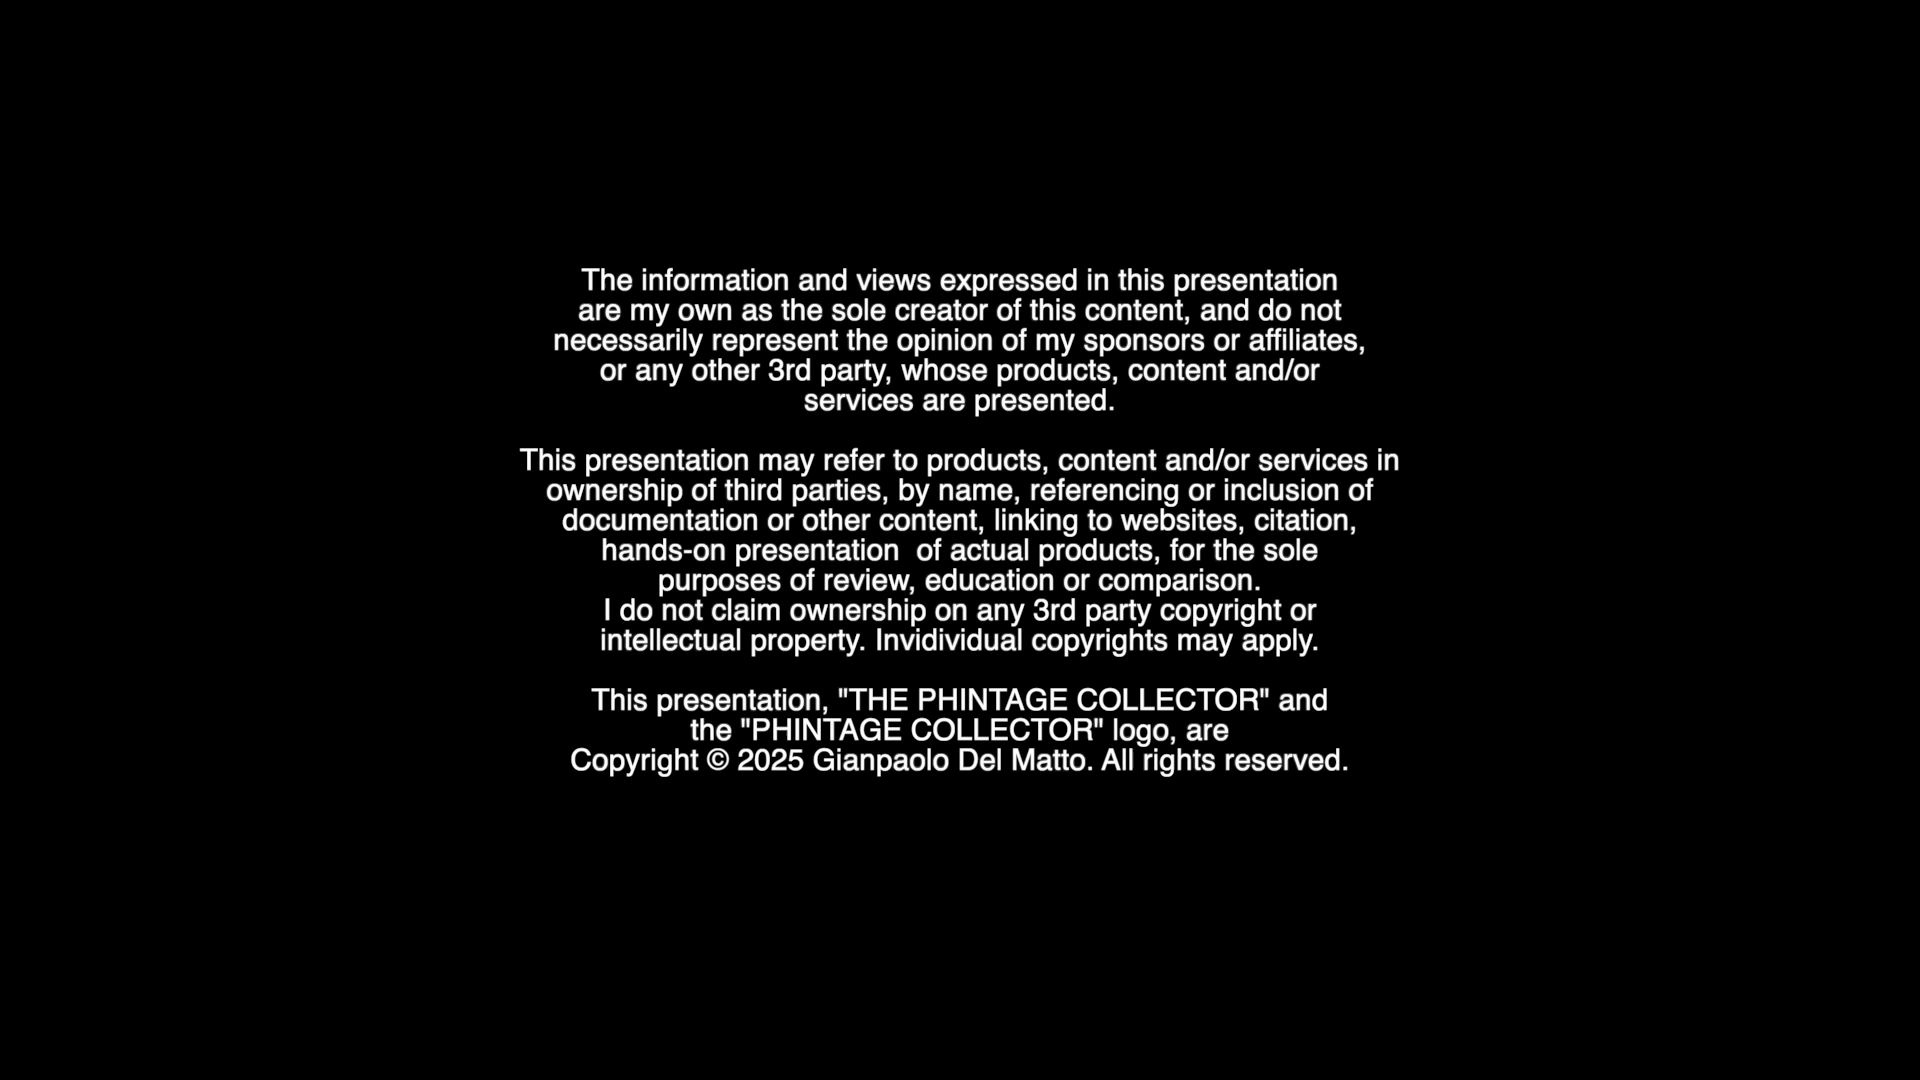 The information and views expressed in this presentation
are my own as the sole creator of this content, and do not
necessarily represent the opinion of my sponsors or affiliates,
or any other 3rd party, whose products, content and/or
services are presented.
This presentation may refer to products, content and/or services in
ownership of third parties, by name, referencing or inclusion of
documentation or other content, linking to websites, citation,
hands-on presentation  of actual products, for the sole
purposes of review, education or comparison.
I do not claim ownership on any 3rd party copyright or
intellectual property. Invidividual copyrights may apply.
This presentation, "THE PHINTAGE COLLECTOR" and
the "PHINTAGE COLLECTOR" logo, are
Copyright © 2025 Gianpaolo Del Matto. All rights reserved.